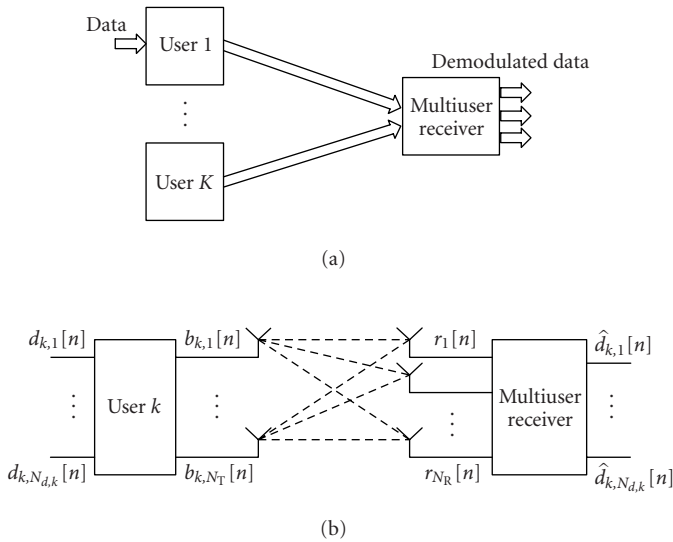 Data
User 1
Demodulated data
Multiuser
receiver
⋮
User K
(a)
d_{k,1}[n]
b_{k,1}[n]
r_1[n]
\hat{d}_{k,1}[n]
⋮
User k
⋮
⋮
Multiuser
receiver
⋮
d_{k,N_{d,k}}[n]
b_{k,N_T}[n]
r_{N_R}[n]
\hat{d}_{k,N_{d,k}}[n]
(b)